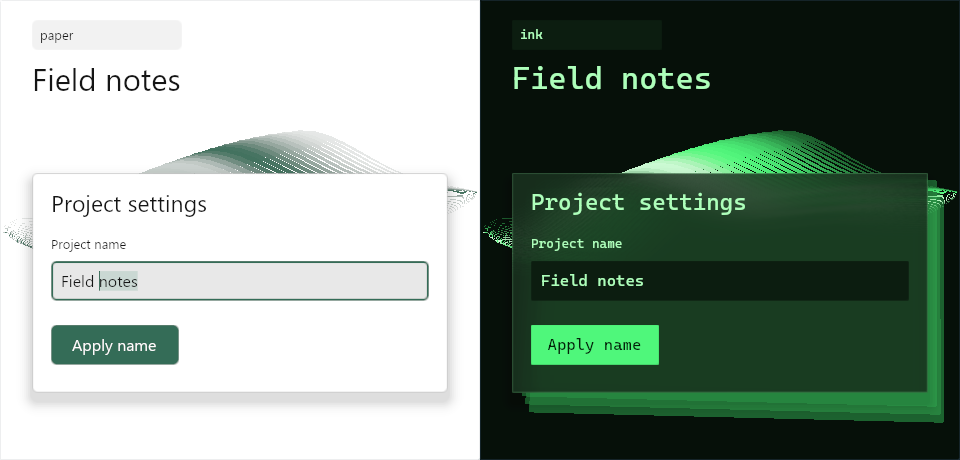 paper
Field notes
Project settings
Project name
Field notes
Apply name
ink
Field notes
Project settings
Project name
Field notes
Apply name